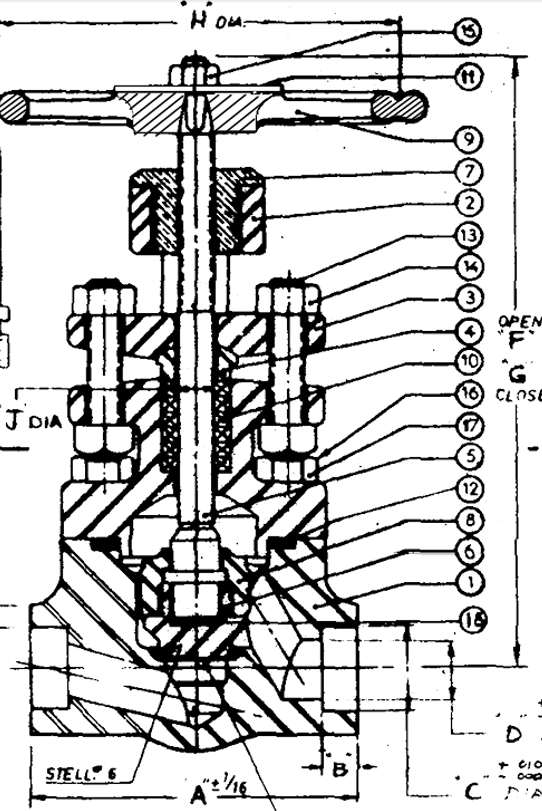 "H" DIA.
15
11
9
7
2
13
14
3
4
10
16
17
5
12
8
6
1
18
OPEN
"F"
"G"
CLOSE
"J" DIA
STELL. 6
A" ± 1/16
"B"
D
"C" DIA